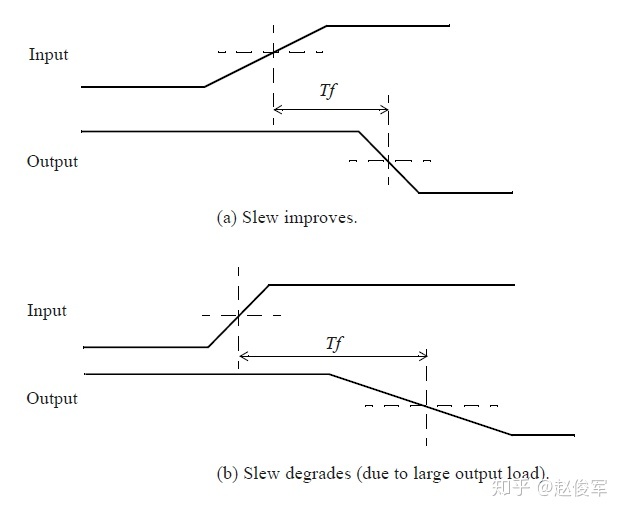 Input
Tf
Output
(a) Slew improves.
Input
Tf
Output
(b) Slew degrades (due to large output load).
知乎 @赵俊军